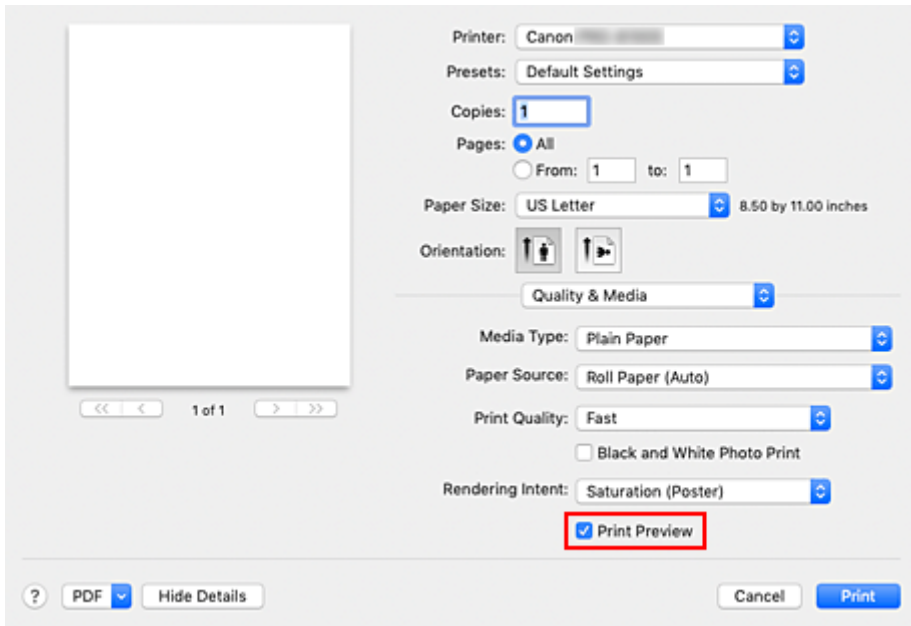 Printer: Canon
Presets: Default Settings
Copies: 1
Pages: All
From: 1 to: 1
Paper Size: US Letter 8.50 by 11.00 inches
Orientation:
Quality & Media
Media Type: Plain Paper
Paper Source: Roll Paper (Auto)
<< < 1 of 1 > >>
Print Quality: Fast
Black and White Photo Print
Rendering Intent: Saturation (Poster)
Print Preview
? PDF Hide Details Cancel Print